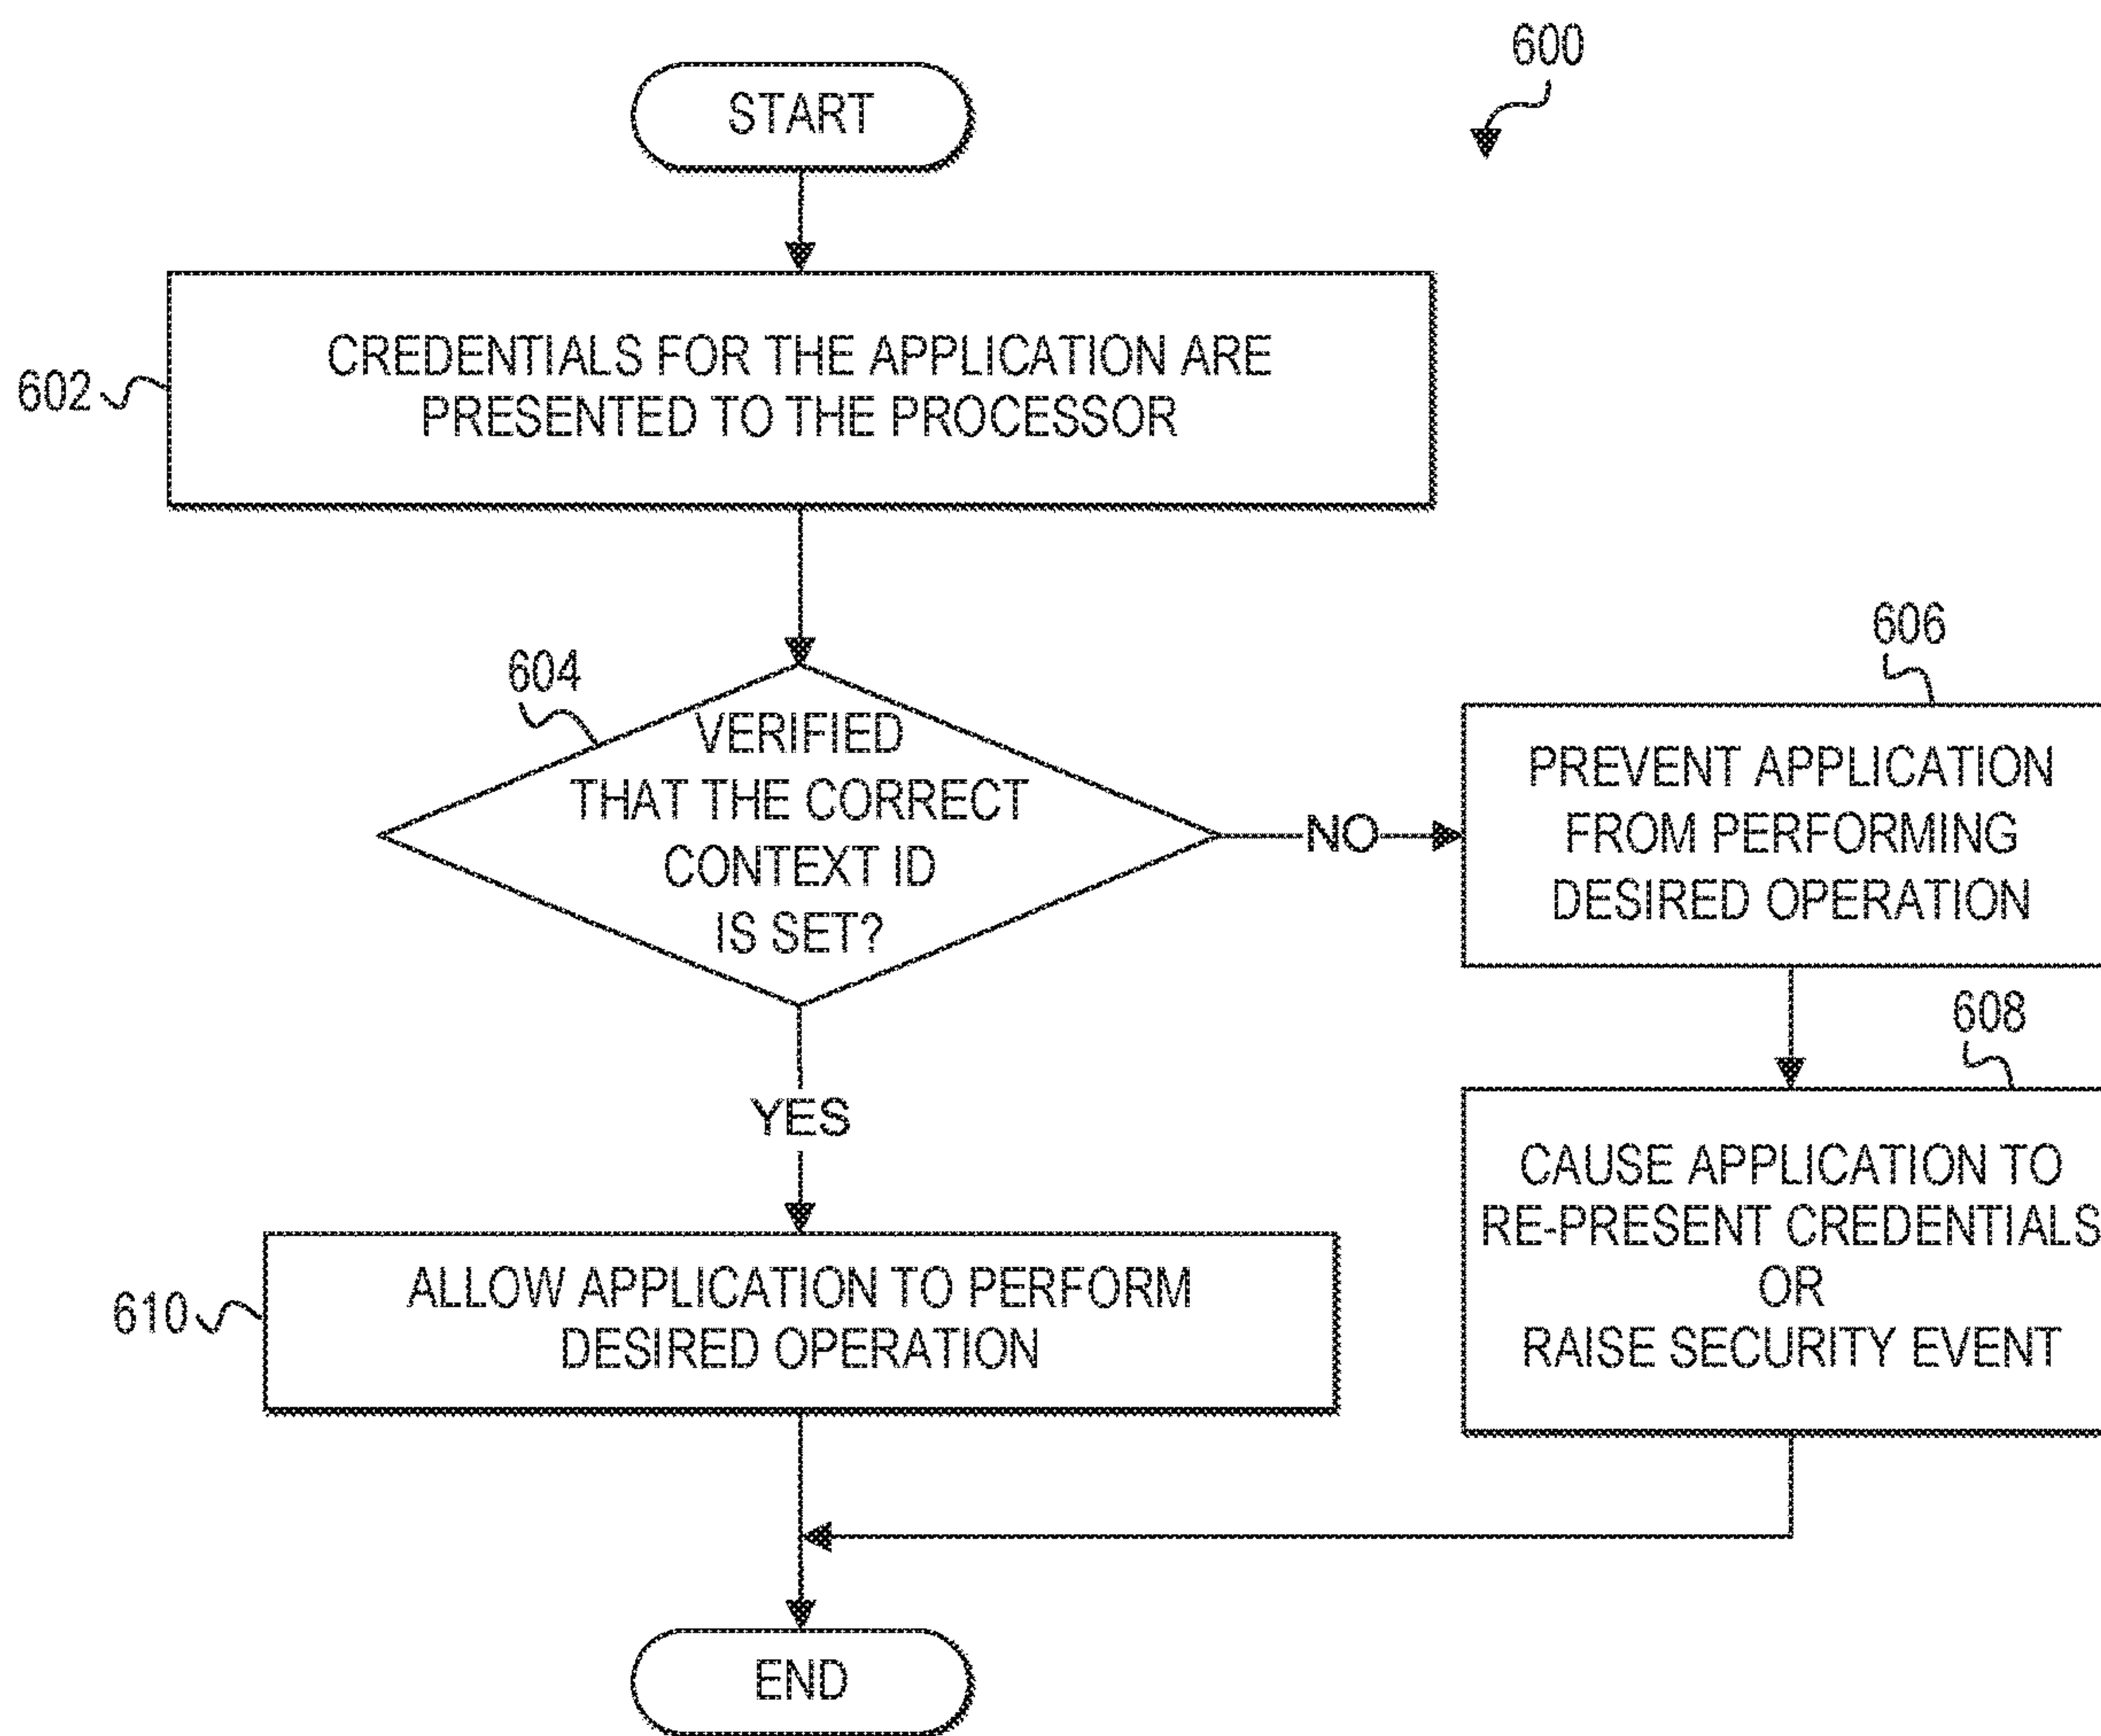 600
START
602
CREDENTIALS FOR THE APPLICATION ARE
PRESENTED TO THE PROCESSOR
604
VERIFIED
THAT THE CORRECT
CONTEXT ID
IS SET?
NO
606
PREVENT APPLICATION
FROM PERFORMING
DESIRED OPERATION
608
CAUSE APPLICATION TO
RE-PRESENT CREDENTIALS
OR
RAISE SECURITY EVENT
YES
610
ALLOW APPLICATION TO PERFORM
DESIRED OPERATION
END